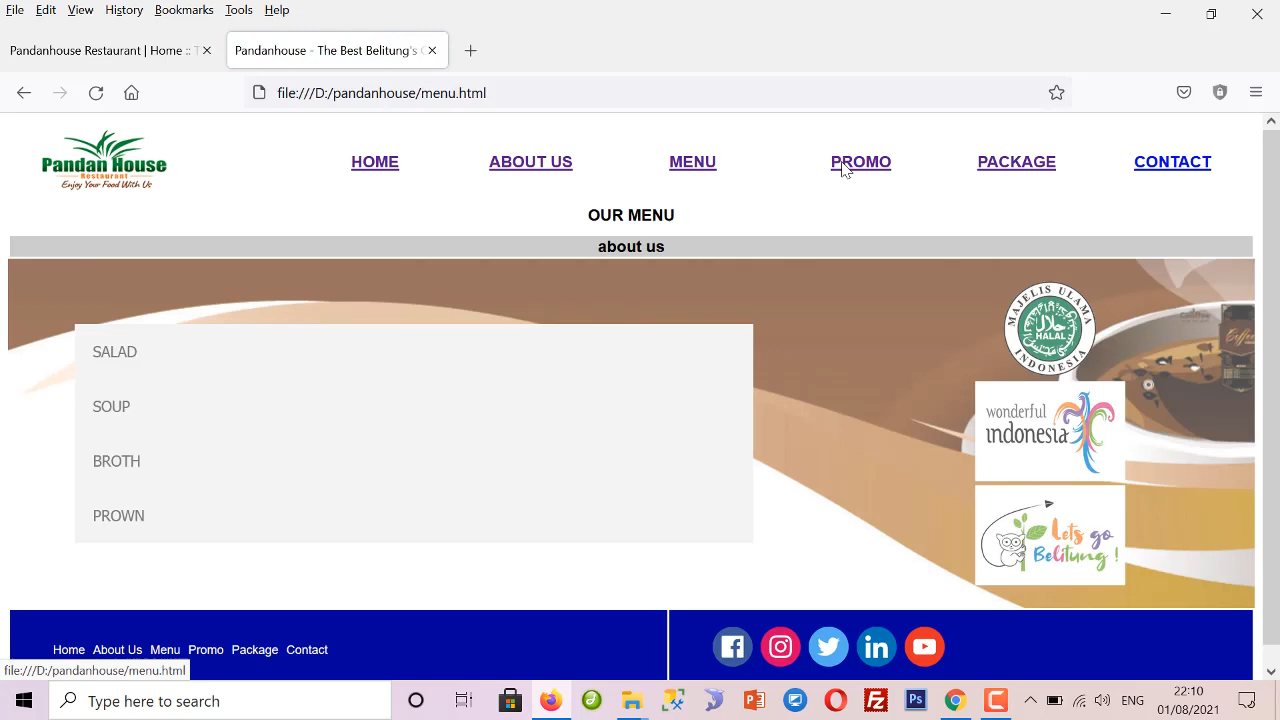 File Edit View History Bookmarks Tools Help
Pandanhouse Restaurant | Home :: T
Pandanhouse - The Best Belitung's
file:///D:/pandanhouse/menu.html
Pandan House
Restaurant
Enjoy Your Food With Us
HOME ABOUT US MENU PROMO PACKAGE CONTACT
OUR MENU
about us
SALAD
SOUP
BROTH
PROWN
MAJELIS ULAMA
حلال
HALAL
INDONESIA
wonderful
indonesia
Lets go
Belitung !
Home About Us Menu Promo Package Contact
file:///D:/pandanhouse/menu.html
Type here to search
ENG
22:10
01/08/2021